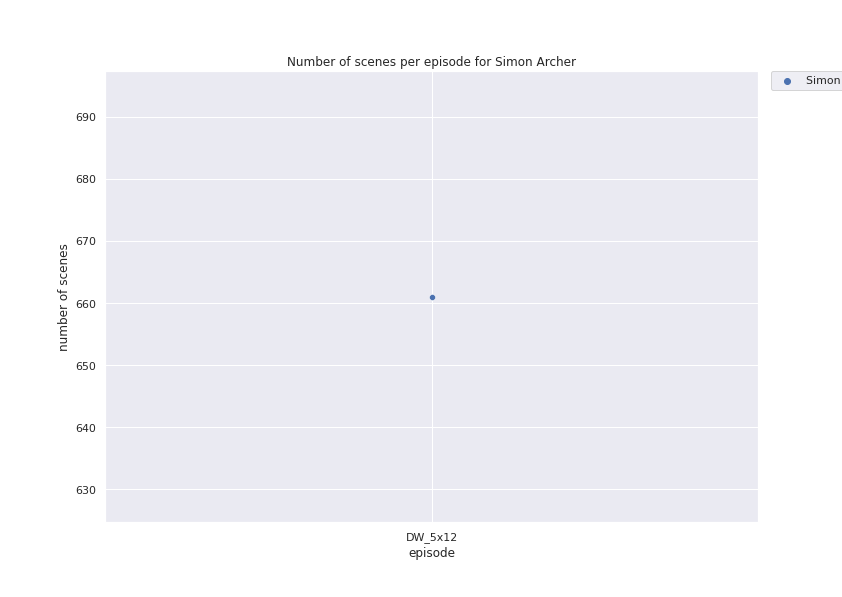 Number of scenes per episode for Simon Archer
Simon
690
680
670
660
650
640
630
number of scenes
DW_5x12
episode